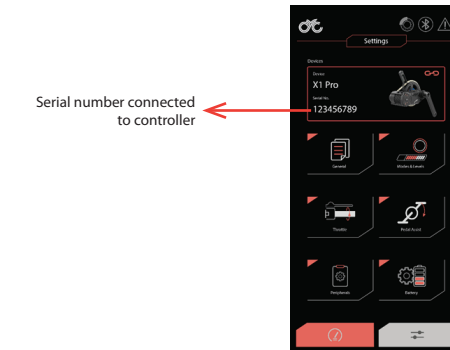 Settings
Devices
Device
X1 Pro
Serial No.
123456789
Serial number connected
to controller
General
Modes & Levels
Throttle
Pedal Assist
Peripherals
Battery